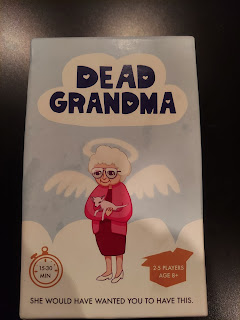 DEAD
GRANDMA
15-30
MIN.
2-5 PLAYERS
AGE 8+
SHE WOULD HAVE WANTED YOU TO HAVE THIS.